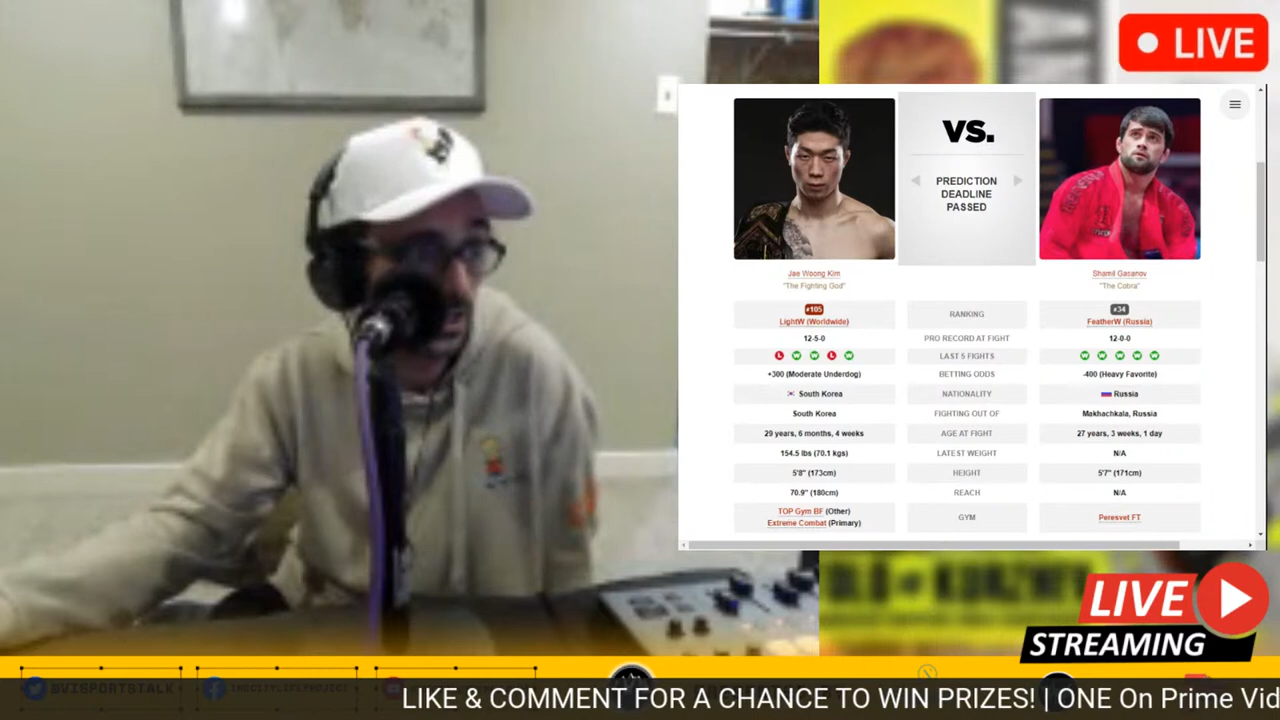 LIVE
VS.
PREDICTION
DEADLINE
PASSED
Jae Woong Kim
"The Fighting God"
Shamil Gasanov
"The Cobra"
#105
LightW (Worldwide)
RANKING
#34
FeatherW (Russia)
12-5-0
PRO RECORD AT FIGHT
12-0-0
L W W L W
LAST 5 FIGHTS
W W W W W
+300 (Moderate Underdog)
BETTING ODDS
-400 (Heavy Favorite)
South Korea
NATIONALITY
Russia
South Korea
FIGHTING OUT OF
Makhachkala, Russia
29 years, 6 months, 4 weeks
AGE AT FIGHT
27 years, 3 weeks, 1 day
154.5 lbs (70.1 kgs)
LATEST WEIGHT
N/A
5'8" (173cm)
HEIGHT
5'7" (171cm)
70.9" (180cm)
REACH
N/A
TOP Gym BF (Other)
Extreme Combat (Primary)
GYM
Peresvet FT
LIVE
STREAMING
@VISPORTSTALK
THECITYLIFEPROJECT
LIKE & COMMENT FOR A CHANCE TO WIN PRIZES! | ONE On Prime Vid